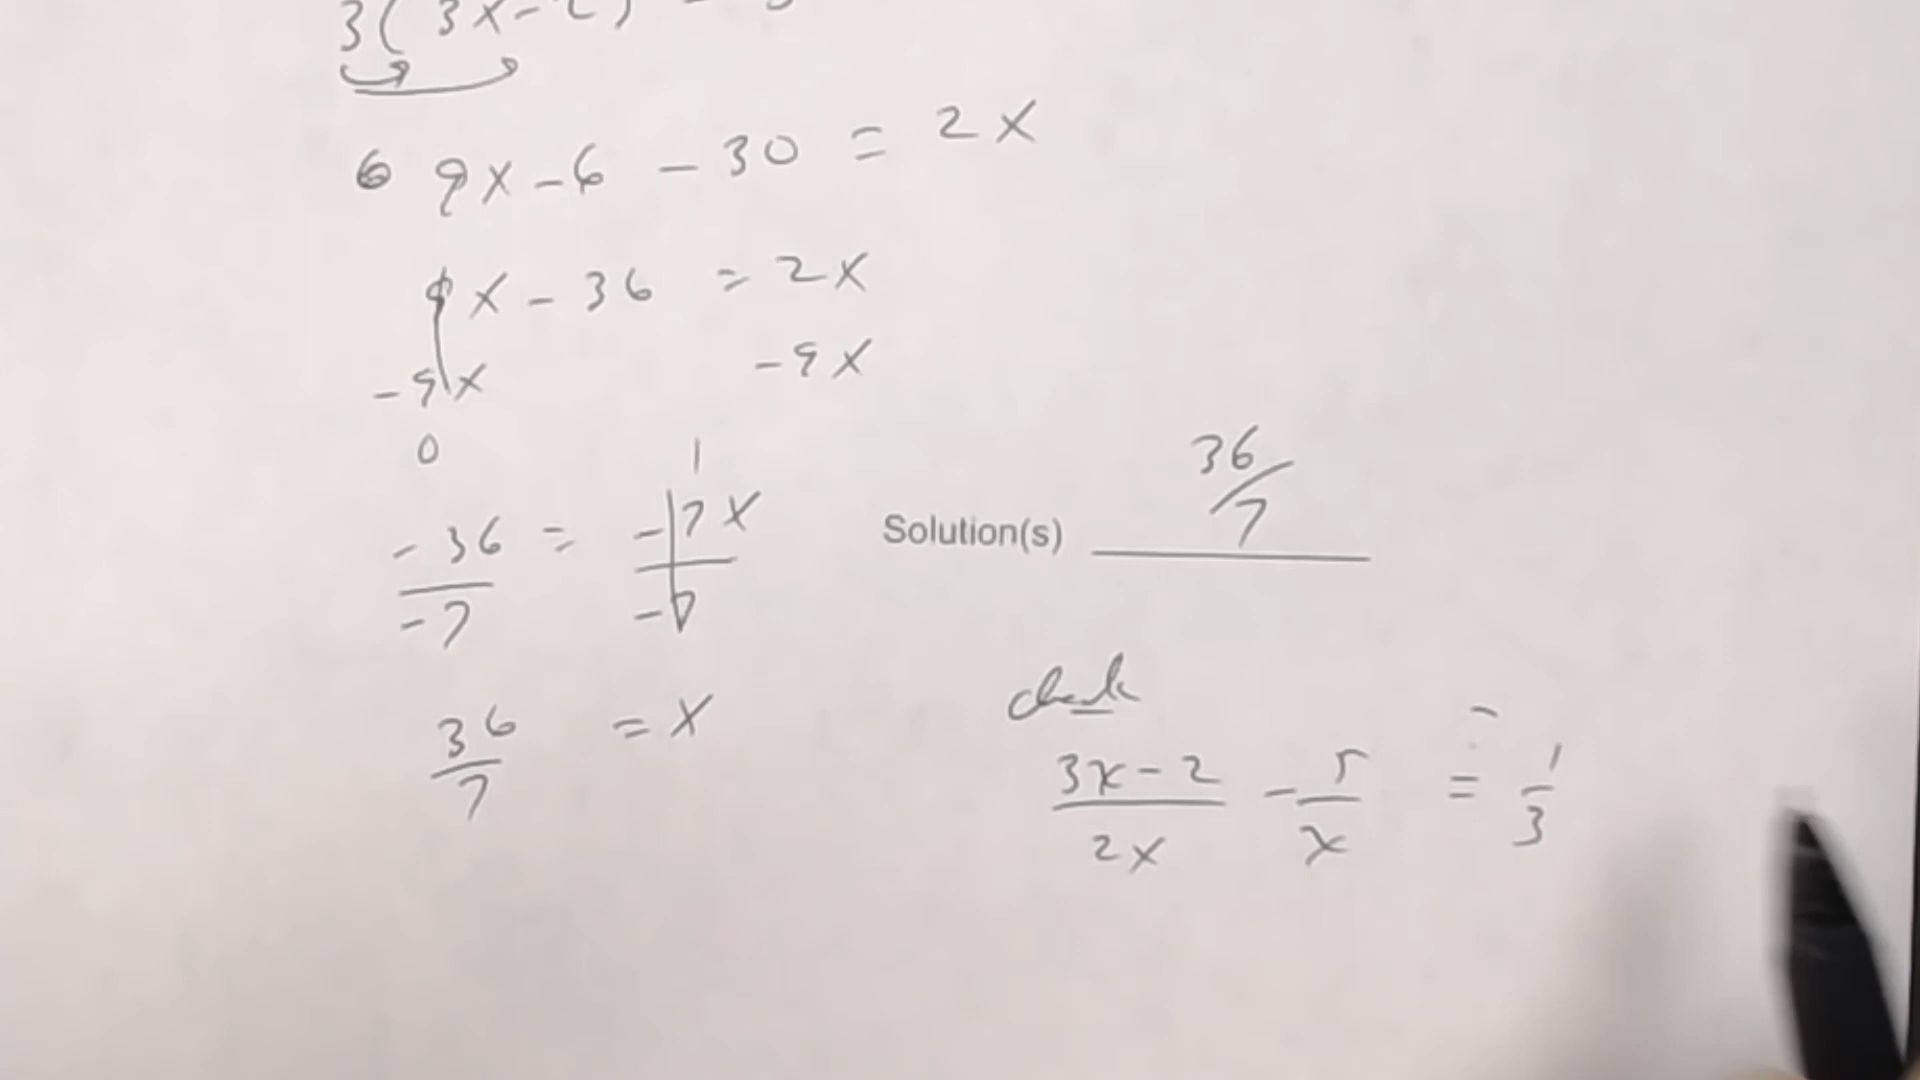 3(3x-2)
6 9x-6 - 30 = 2x
9x - 36 = 2x
-9x -9x
0 1
-36 = -7x
-7 -7
36/7 = x
Solution(s) 36/7
check
3x-2 - 5 = 1
2x x 3